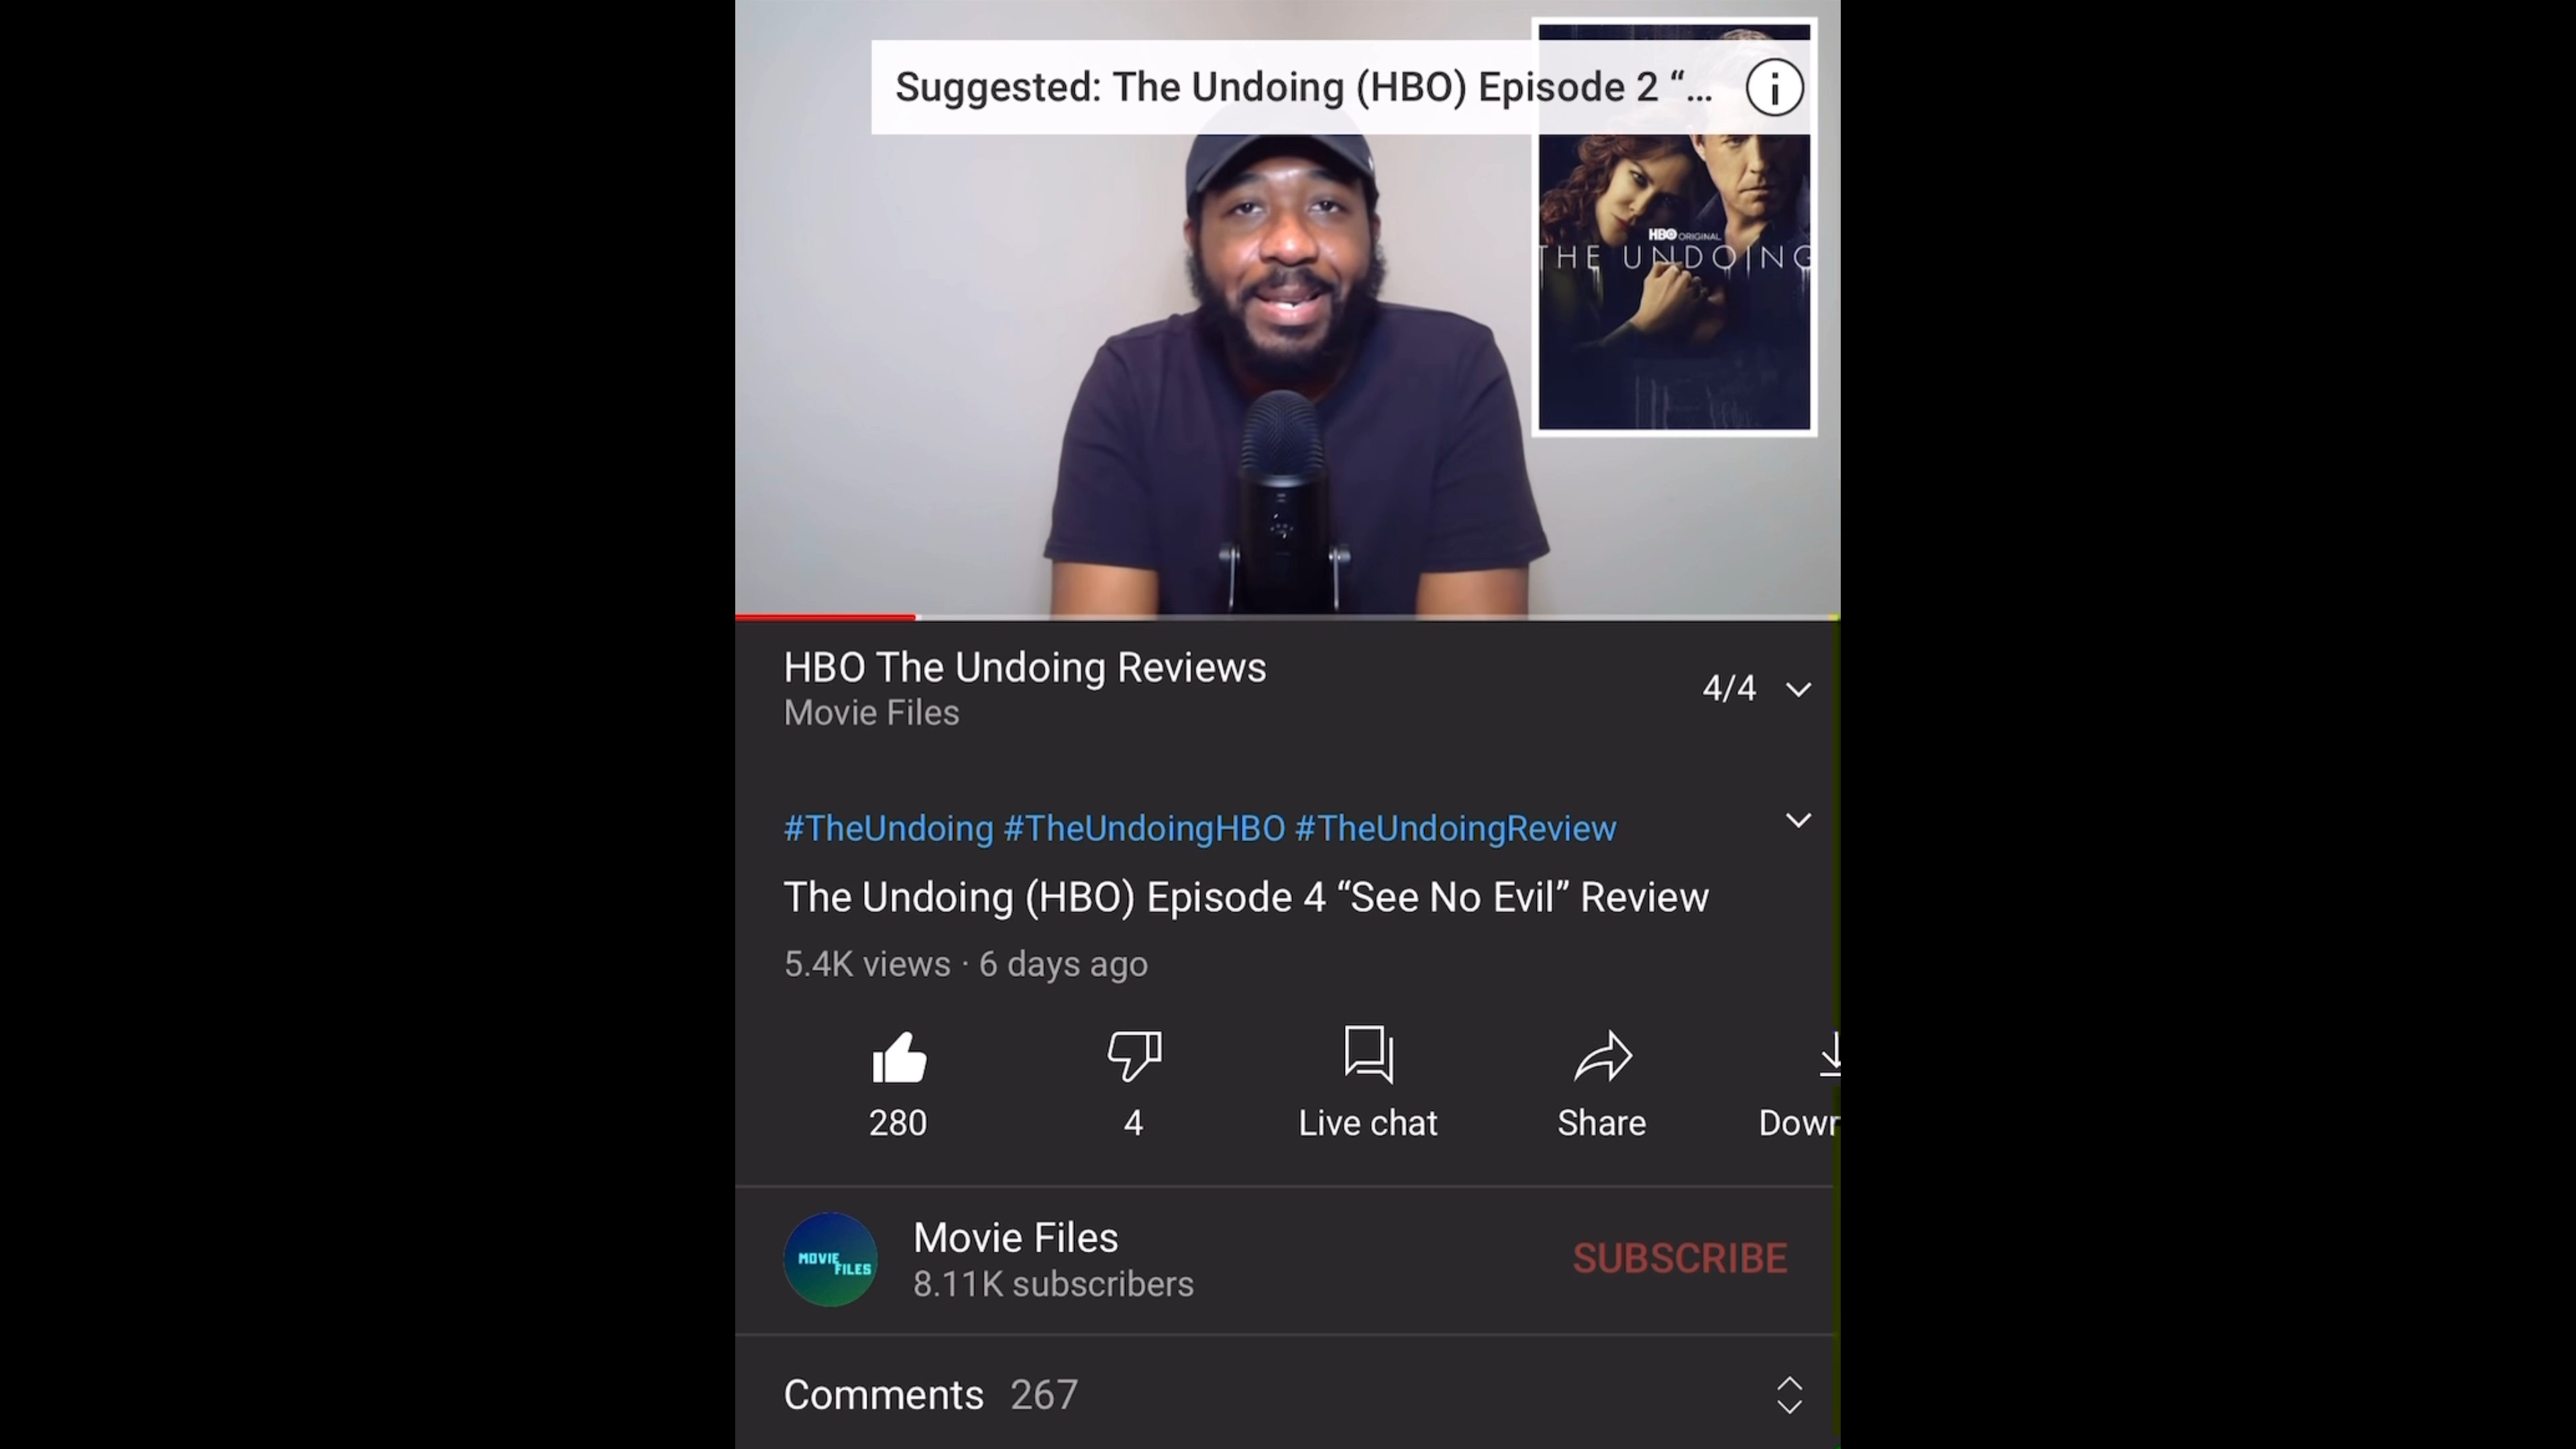 Suggested: The Undoing (HBO) Episode 2 “...
HBO ORIGINAL
THE UNDOING
HBO The Undoing Reviews
4/4
Movie Files
#TheUndoing #TheUndoingHBO #TheUndoingReview
The Undoing (HBO) Episode 4 “See No Evil” Review
5.4K views · 6 days ago
280
4
Live chat
Share
Down
MOVIE
FILES
Movie Files
8.11K subscribers
SUBSCRIBE
Comments 267